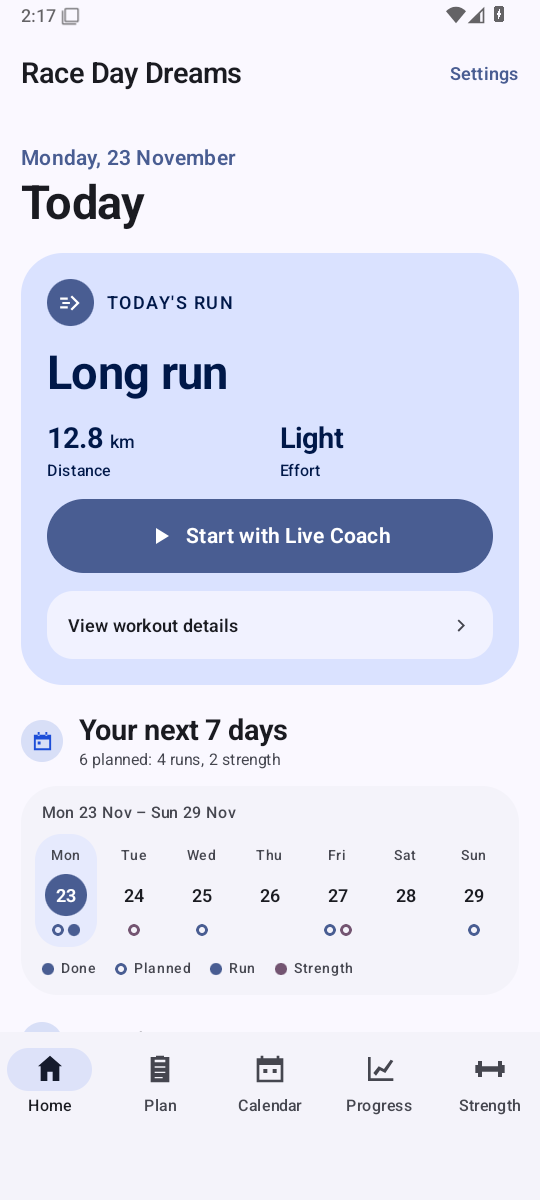 2:17
Race Day Dreams
Settings
Monday, 23 November
Today
TODAY'S RUN
Long run
12.8 km
Light
Distance
Effort
Start with Live Coach
View workout details
Your next 7 days
6 planned: 4 runs, 2 strength
Mon 23 Nov – Sun 29 Nov
Mon Tue Wed Thu Fri Sat Sun
23 24 25 26 27 28 29
Done Planned Run Strength
Home Plan Calendar Progress Strength